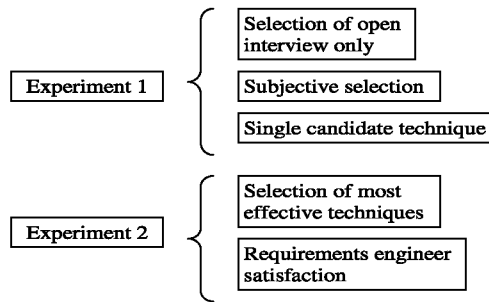 Experiment 1
Selection of open
interview only
Subjective selection
Single candidate technique
Experiment 2
Selection of most
effective techniques
Requirements engineer
satisfaction